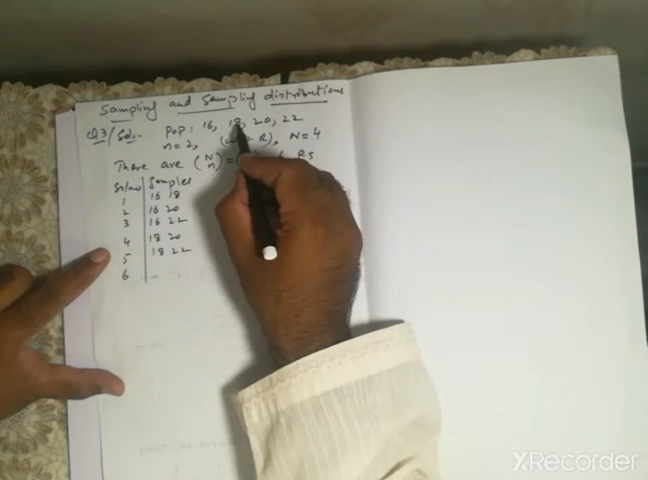 Sampling and Sampling distributions
Q3/ Sol:- Pop: 16, 18, 20, 22
n = 2, R), N = 4
There are (N n) = RS
Sr/no Samples
1 16 18
2 16 20
3 16 22
4 18 20
5 18 22
6
XRecorder